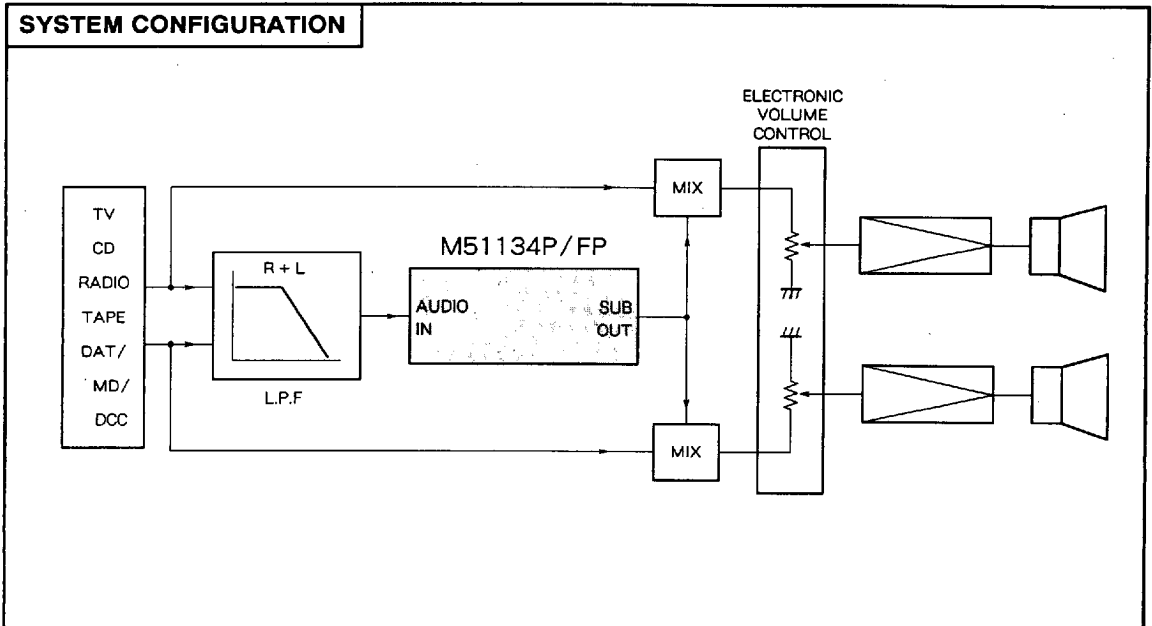 SYSTEM CONFIGURATION
ELECTRONIC
VOLUME
CONTROL
MIX
TV
CD
RADIO
TAPE
DAT/
MD/
DCC
R + L
L.P.F
M51134P/FP
AUDIO
IN
SUB
OUT
MIX